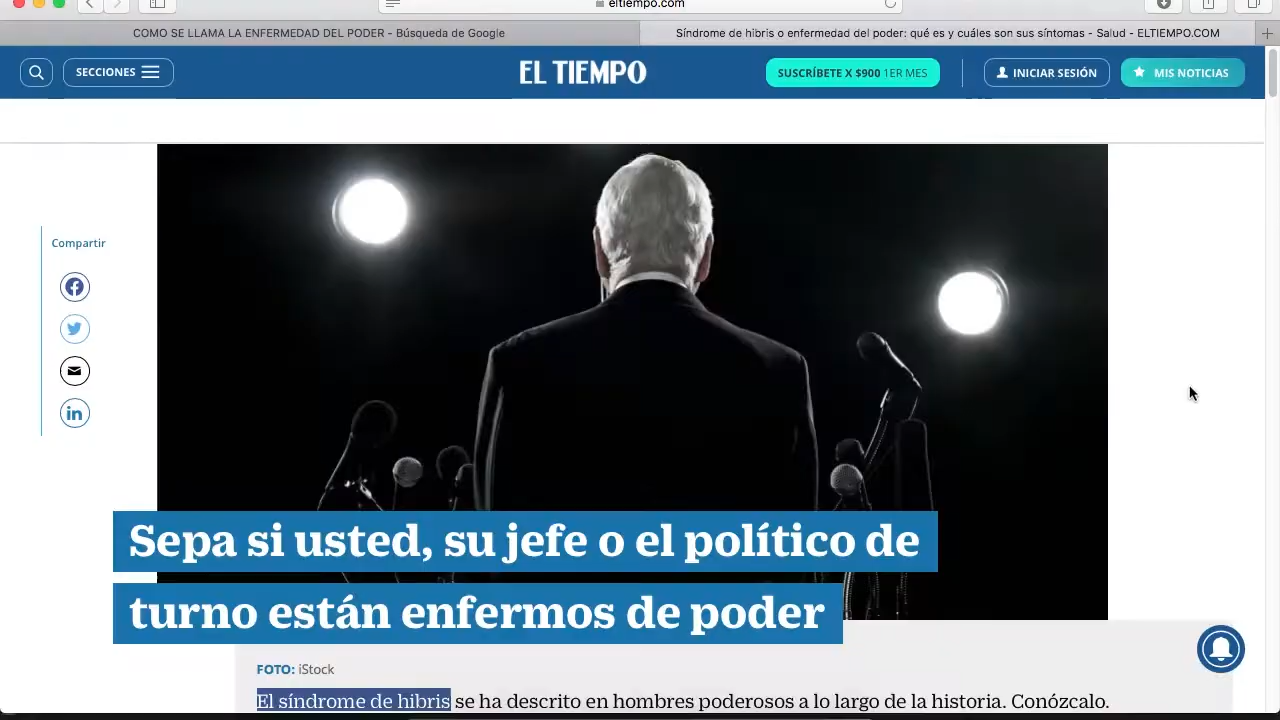 eltiempo.com
COMO SE LLAMA LA ENFERMEDAD DEL PODER - Búsqueda de Google
Síndrome de hibris o enfermedad del poder: qué es y cuáles son sus síntomas - Salud - ELTIEMPO.COM
SECCIONES
EL TIEMPO
SUSCRÍBETE X $900 1ER MES
INICIAR SESIÓN
MIS NOTICIAS
Compartir
Sepa si usted, su jefe o el político de
turno están enfermos de poder
FOTO: iStock
El síndrome de hibris se ha descrito en hombres poderosos a lo largo de la historia. Conózcalo.